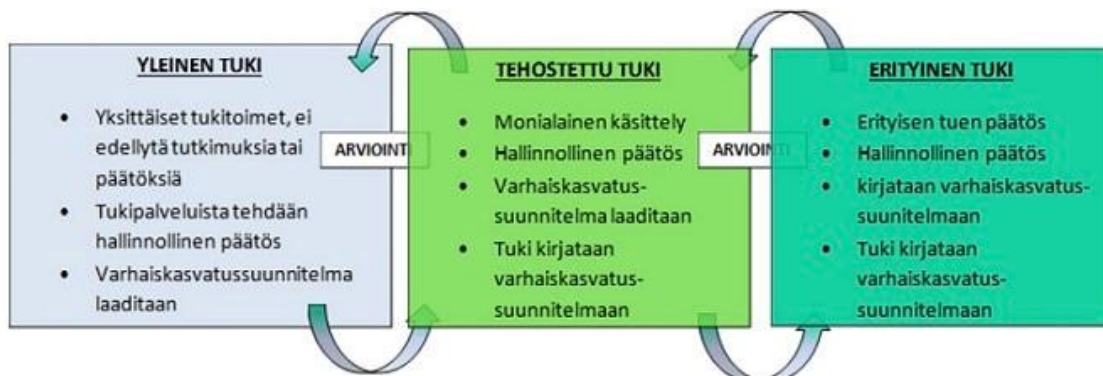 YLEINEN TUKI
• Yksittäiset tukitoimet, ei
edellytä tutkimuksia tai
päätöksiä
• Tukipalveluista tehdään
hallinnollinen päätös
• Varhaiskasvatussuunnitelma
laaditaan
ARVIOINTI
TEHOSTETTU TUKI
• Monialainen käsittely
• Hallinnollinen päätös
• Varhaiskasvatus-
suunnitelma laaditaan
• Tuki kirjataan
varhaiskasvatus-
suunnitelmaan
ARVIOINTI
ERITYINEN TUKI
• Erityisen tuen päätös
• Hallinnollinen päätös
• kirjataan varhaiskasvatus-
suunitelmaan
• Tuki kirjataan
varhaiskasvatus-
suunnitelmaan